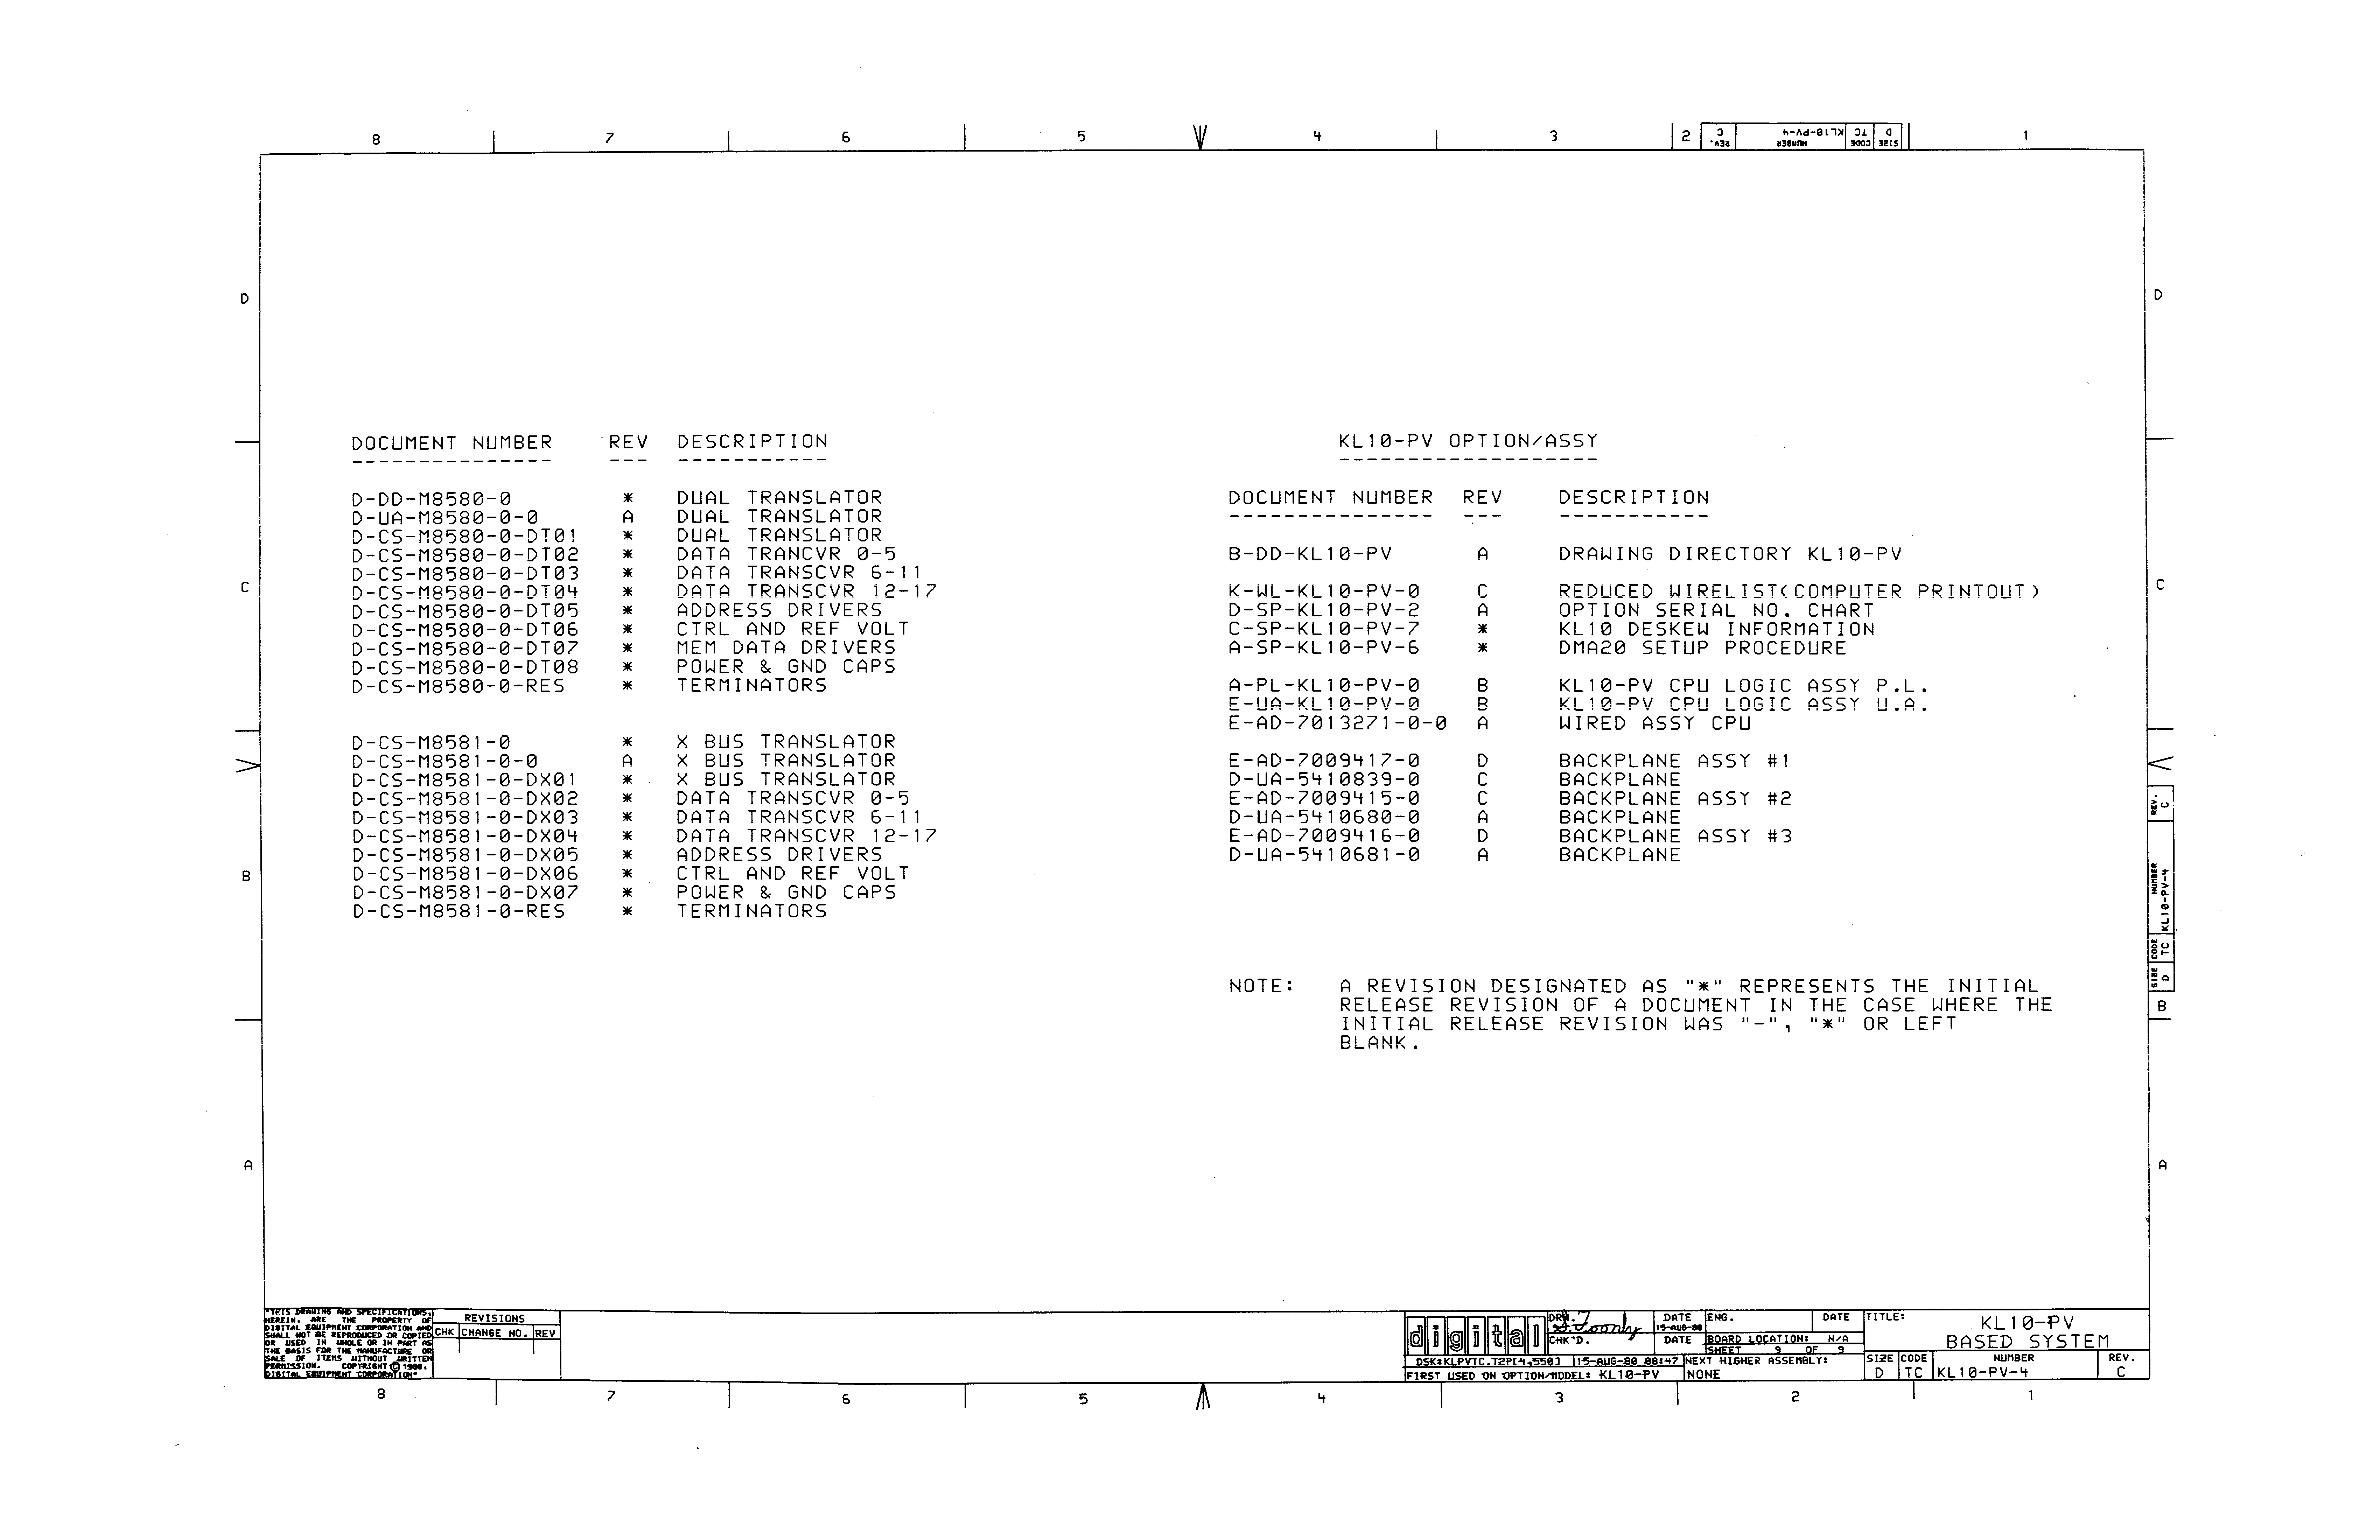 8 7 6 5 4 3 2 1
REV. C NUMBER KL10-PV-4 CODE TC SIZE D
D D
DOCUMENT NUMBER REV DESCRIPTION
D-DD-M8580-0 * DUAL TRANSLATOR
D-UA-M8580-0-0 A DUAL TRANSLATOR
D-CS-M8580-0-DT01 * DUAL TRANSLATOR
D-CS-M8580-0-DT02 * DATA TRANCVR 0-5
D-CS-M8580-0-DT03 * DATA TRANSCVR 6-11
D-CS-M8580-0-DT04 * DATA TRANSCVR 12-17
D-CS-M8580-0-DT05 * ADDRESS DRIVERS
D-CS-M8580-0-DT06 * CTRL AND REF VOLT
D-CS-M8580-0-DT07 * MEM DATA DRIVERS
D-CS-M8580-0-DT08 * POWER & GND CAPS
D-CS-M8580-0-RES * TERMINATORS
D-CS-M8581-0 * X BUS TRANSLATOR
D-CS-M8581-0-0 A X BUS TRANSLATOR
D-CS-M8581-0-DX01 * X BUS TRANSLATOR
D-CS-M8581-0-DX02 * DATA TRANSCVR 0-5
D-CS-M8581-0-DX03 * DATA TRANSCVR 6-11
D-CS-M8581-0-DX04 * DATA TRANSCVR 12-17
D-CS-M8581-0-DX05 * ADDRESS DRIVERS
D-CS-M8581-0-DX06 * CTRL AND REF VOLT
D-CS-M8581-0-DX07 * POWER & GND CAPS
D-CS-M8581-0-RES * TERMINATORS
KL10-PV OPTION/ASSY
DOCUMENT NUMBER REV DESCRIPTION
B-DD-KL10-PV A DRAWING DIRECTORY KL10-PV
K-WL-KL10-PV-0 C REDUCED WIRELIST(COMPUTER PRINTOUT)
D-SP-KL10-PV-2 A OPTION SERIAL NO. CHART
C-SP-KL10-PV-7 * KL10 DESKEW INFORMATION
A-SP-KL10-PV-6 * DMA20 SETUP PROCEDURE
A-PL-KL10-PV-0 B KL10-PV CPU LOGIC ASSY P.L.
E-UA-KL10-PV-0 B KL10-PV CPU LOGIC ASSY U.A.
E-AD-7013271-0-0 A WIRED ASSY CPU
E-AD-7009417-0 D BACKPLANE ASSY #1
D-UA-5410839-0 C BACKPLANE
E-AD-7009415-0 C BACKPLANE ASSY #2
D-UA-5410680-0 A BACKPLANE
E-AD-7009416-0 D BACKPLANE ASSY #3
D-UA-5410681-0 A BACKPLANE
NOTE: A REVISION DESIGNATED AS "*" REPRESENTS THE INITIAL
RELEASE REVISION OF A DOCUMENT IN THE CASE WHERE THE
INITIAL RELEASE REVISION WAS "-", "*" OR LEFT
BLANK.
C C
B B
A A
SIZE D CODE TC NUMBER KL10-PV-4 REV. C
"THIS DRAWING AND SPECIFICATIONS,
HEREIN, ARE THE PROPERTY OF
DIGITAL EQUIPMENT CORPORATION AND
SHALL NOT BE REPRODUCED OR COPIED
OR USED IN WHOLE OR IN PART AS
THE BASIS FOR THE MANUFACTURE OR
SALE OF ITEMS WITHOUT WRITTEN
PERMISSION. COPYRIGHT © 1980.
DIGITAL EQUIPMENT CORPORATION"
REVISIONS
CHK CHANGE NO. REV
digital
DRN. G. Foonly DATE 15-AUG-80
CHK'D. DATE
ENG. DATE
BOARD LOCATION: N/A
SHEET 9 OF 9
DSK:KLPVTC.T2P[4,550] 15-AUG-80 08:47
NEXT HIGHER ASSEMBLY:
FIRST USED ON OPTION/MODEL: KL10-PV
NONE
TITLE:
KL10-PV
BASED SYSTEM
SIZE CODE NUMBER REV.
D TC KL10-PV-4 C
8 7 6 5 4 3 2 1